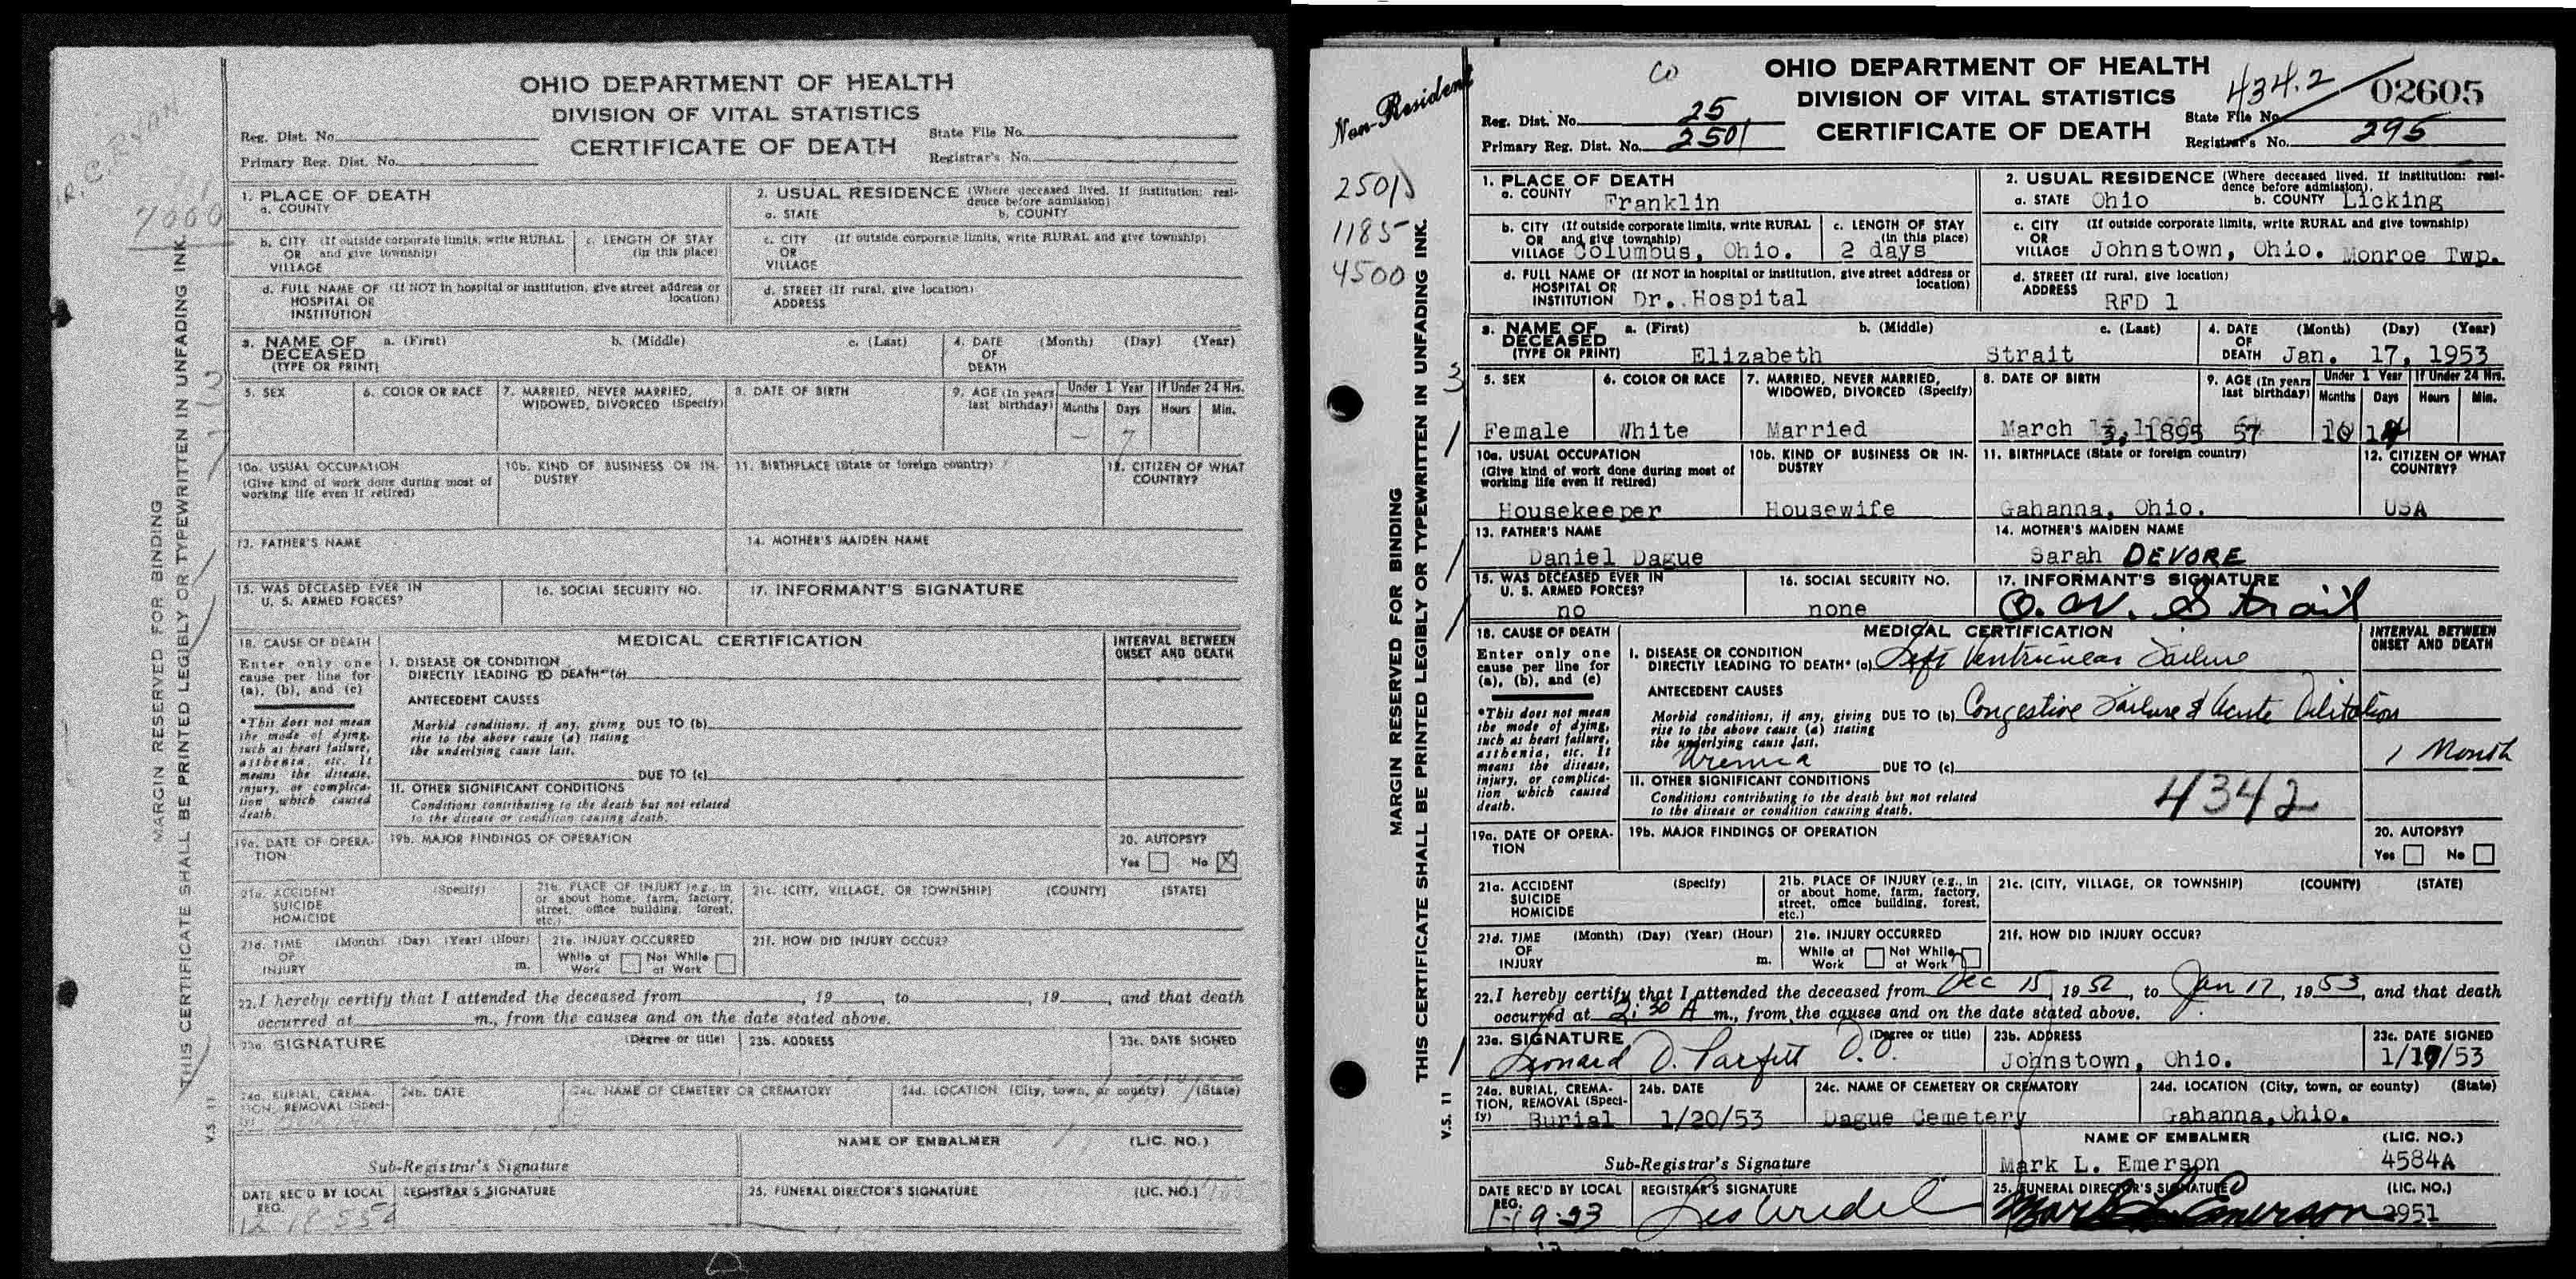 R.C. RYAN
7000
MARGIN RESERVED FOR BINDING
THIS CERTIFICATE SHALL BE PRINTED LEGIBLY OR TYPEWRITTEN IN UNFADING INK.
V.S. 11
OHIO DEPARTMENT OF HEALTH
DIVISION OF VITAL STATISTICS
CERTIFICATE OF DEATH
Reg. Dist. No.
Primary Reg. Dist. No.
State File No.
Registrar's No.
1. PLACE OF DEATH
a. COUNTY
2. USUAL RESIDENCE (Where deceased lived. If institution: residence before admission)
a. STATE b. COUNTY
b. CITY (If outside corporate limits, write RURAL
OR and give township)
VILLAGE
c. LENGTH OF STAY
(in this place)
c. CITY (If outside corporate limits, write RURAL and give township)
OR
VILLAGE
d. FULL NAME OF (If NOT in hospital or institution, give street address or
HOSPITAL OR location)
INSTITUTION
d. STREET (If rural, give location)
ADDRESS
3. NAME OF a. (First) b. (Middle) c. (Last)
DECEASED
(TYPE OR PRINT)
4. DATE (Month) (Day) (Year)
OF
DEATH
5. SEX
6. COLOR OR RACE
7. MARRIED, NEVER MARRIED,
WIDOWED, DIVORCED (Specify)
8. DATE OF BIRTH
9. AGE (In years
last birthday)
Under 1 Year If Under 24 Hrs.
Months Days Hours Min.
7
10a. USUAL OCCUPATION
(Give kind of work done during most of
working life even if retired)
10b. KIND OF BUSINESS OR IN-
DUSTRY
11. BIRTHPLACE (State or foreign country)
12. CITIZEN OF WHAT
COUNTRY?
13. FATHER'S NAME
14. MOTHER'S MAIDEN NAME
15. WAS DECEASED EVER IN
U. S. ARMED FORCES?
16. SOCIAL SECURITY NO.
17. INFORMANT'S SIGNATURE
18. CAUSE OF DEATH
Enter only one
cause per line for
(a), (b), and (c)
*This does not mean
the mode of dying,
such as heart failure,
asthenia, etc. It
means the disease,
injury, or complica-
tion which caused
death.
MEDICAL CERTIFICATION
INTERVAL BETWEEN
ONSET AND DEATH
I. DISEASE OR CONDITION
DIRECTLY LEADING TO DEATH* (a)
ANTECEDENT CAUSES
Morbid conditions, if any, giving DUE TO (b)
rise to the above cause (a) stating
the underlying cause last.
DUE TO (c)
II. OTHER SIGNIFICANT CONDITIONS
Conditions contributing to the death but not related
to the disease or condition causing death.
19a. DATE OF OPERA-
TION
19b. MAJOR FINDINGS OF OPERATION
20. AUTOPSY?
Yes No X
21a. ACCIDENT (Specify)
SUICIDE
HOMICIDE
21b. PLACE OF INJURY (e.g., in
or about home, farm, factory,
street, office building, forest,
etc.)
21c. (CITY, VILLAGE, OR TOWNSHIP) (COUNTY) (STATE)
21d. TIME (Month) (Day) (Year) (Hour)
OF
INJURY m.
21e. INJURY OCCURRED
While at Not While
Work at Work
21f. HOW DID INJURY OCCUR?
22. I hereby certify that I attended the deceased from , 19 , to , 19 , and that death
occurred at m., from the causes and on the date stated above.
23a. SIGNATURE (Degree or title)
23b. ADDRESS
23c. DATE SIGNED
24a. BURIAL, CREMA-
TION, REMOVAL (Speci-
fy)
24b. DATE
24c. NAME OF CEMETERY OR CREMATORY
24d. LOCATION (City, town, or county) (State)
Sub-Registrar's Signature
NAME OF EMBALMER (LIC. NO.)
DATE REC'D BY LOCAL
REG.
REGISTRAR'S SIGNATURE
25. FUNERAL DIRECTOR'S SIGNATURE (LIC. NO.)
Non-Resident
2501
1185
4500
3
MARGIN RESERVED FOR BINDING
THIS CERTIFICATE SHALL BE PRINTED LEGIBLY OR TYPEWRITTEN IN UNFADING INK.
V.S. 11
Co
OHIO DEPARTMENT OF HEALTH
DIVISION OF VITAL STATISTICS
CERTIFICATE OF DEATH
Reg. Dist. No. 25
Primary Reg. Dist. No. 2501
434.2
02605
State File No.
Registrar's No. 295
1. PLACE OF DEATH
a. COUNTY Franklin
2. USUAL RESIDENCE (Where deceased lived. If institution: residence before admission).
a. STATE Ohio b. COUNTY Licking
b. CITY (If outside corporate limits, write RURAL
OR and give township)
VILLAGE Columbus, Ohio.
c. LENGTH OF STAY
(in this place)
2 days
c. CITY (If outside corporate limits, write RURAL and give township)
OR
VILLAGE Johnstown, Ohio. Monroe Twp.
d. FULL NAME OF (If NOT in hospital or institution, give street address or
HOSPITAL OR location)
INSTITUTION Dr. Hospital
d. STREET (If rural, give location)
ADDRESS RFD 1
3. NAME OF a. (First) b. (Middle) c. (Last)
DECEASED
(TYPE OR PRINT) Elizabeth Strait
4. DATE (Month) (Day) (Year)
OF
DEATH Jan. 17, 1953
5. SEX
Female
6. COLOR OR RACE
White
7. MARRIED, NEVER MARRIED,
WIDOWED, DIVORCED (Specify)
Married
8. DATE OF BIRTH
March 3, 1895
9. AGE (In years
last birthday)
57
Under 1 Year If Under 24 Hrs.
Months Days Hours Min.
10 14
10a. USUAL OCCUPATION
(Give kind of work done during most of
working life even if retired)
Housekeeper
10b. KIND OF BUSINESS OR IN-
DUSTRY
Housewife
11. BIRTHPLACE (State or foreign country)
Gahanna, Ohio.
12. CITIZEN OF WHAT
COUNTRY?
USA
13. FATHER'S NAME
Daniel Dague
14. MOTHER'S MAIDEN NAME
Sarah DEVORE
15. WAS DECEASED EVER IN
U. S. ARMED FORCES?
no
16. SOCIAL SECURITY NO.
none
17. INFORMANT'S SIGNATURE
O. W. Strait
18. CAUSE OF DEATH
Enter only one
cause per line for
(a), (b), and (c)
*This does not mean
the mode of dying,
such as heart failure,
asthenia, etc. It
means the disease,
injury, or complica-
tion which caused
death.
MEDICAL CERTIFICATION
INTERVAL BETWEEN
ONSET AND DEATH
I. DISEASE OR CONDITION
DIRECTLY LEADING TO DEATH* (a) Left Ventricular Failure
ANTECEDENT CAUSES
Morbid conditions, if any, giving DUE TO (b) Congestive Failure & Acute Dilitation
rise to the above cause (a) stating
the underlying cause last.
1 Month
Uremia DUE TO (c)
II. OTHER SIGNIFICANT CONDITIONS
Conditions contributing to the death but not related
to the disease or condition causing death.
4342
19a. DATE OF OPERA-
TION
19b. MAJOR FINDINGS OF OPERATION
20. AUTOPSY?
Yes No
21a. ACCIDENT (Specify)
SUICIDE
HOMICIDE
21b. PLACE OF INJURY (e.g., in
or about home, farm, factory,
street, office building, forest,
etc.)
21c. (CITY, VILLAGE, OR TOWNSHIP) (COUNTY) (STATE)
21d. TIME (Month) (Day) (Year) (Hour)
OF
INJURY m.
21e. INJURY OCCURRED
While at Not While
Work at Work
21f. HOW DID INJURY OCCUR?
22. I hereby certify that I attended the deceased from Dec 15, 1952, to Jan 17, 1953, and that death
occurred at 2:30 A m., from the causes and on the date stated above.
23a. SIGNATURE (Degree or title)
Leonard D. Parfitt D.O.
23b. ADDRESS
Johnstown, Ohio.
23c. DATE SIGNED
1/19/53
24a. BURIAL, CREMA-
TION, REMOVAL (Speci-
fy) Burial
24b. DATE
1/20/53
24c. NAME OF CEMETERY OR CREMATORY
Dague Cemetery
24d. LOCATION (City, town, or county) (State)
Gahanna, Ohio.
Sub-Registrar's Signature
NAME OF EMBALMER (LIC. NO.)
Mark L. Emerson 4584A
DATE REC'D BY LOCAL
REG.
1-19-53
REGISTRAR'S SIGNATURE
25. FUNERAL DIRECTOR'S SIGNATURE (LIC. NO.)
Mark L. Emerson 2951